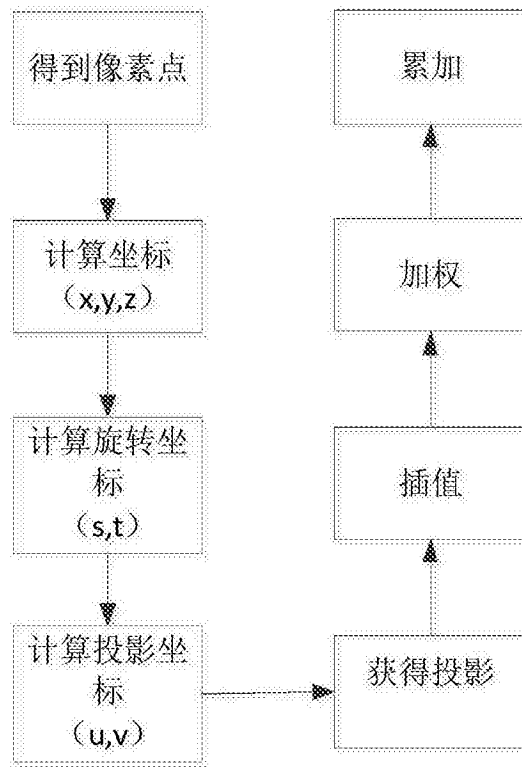 得到像素点
计算坐标
（x,y,z）
计算旋转坐
标
（s,t）
计算投影坐
标
（u,v）
获得投影
插值
加权
累加